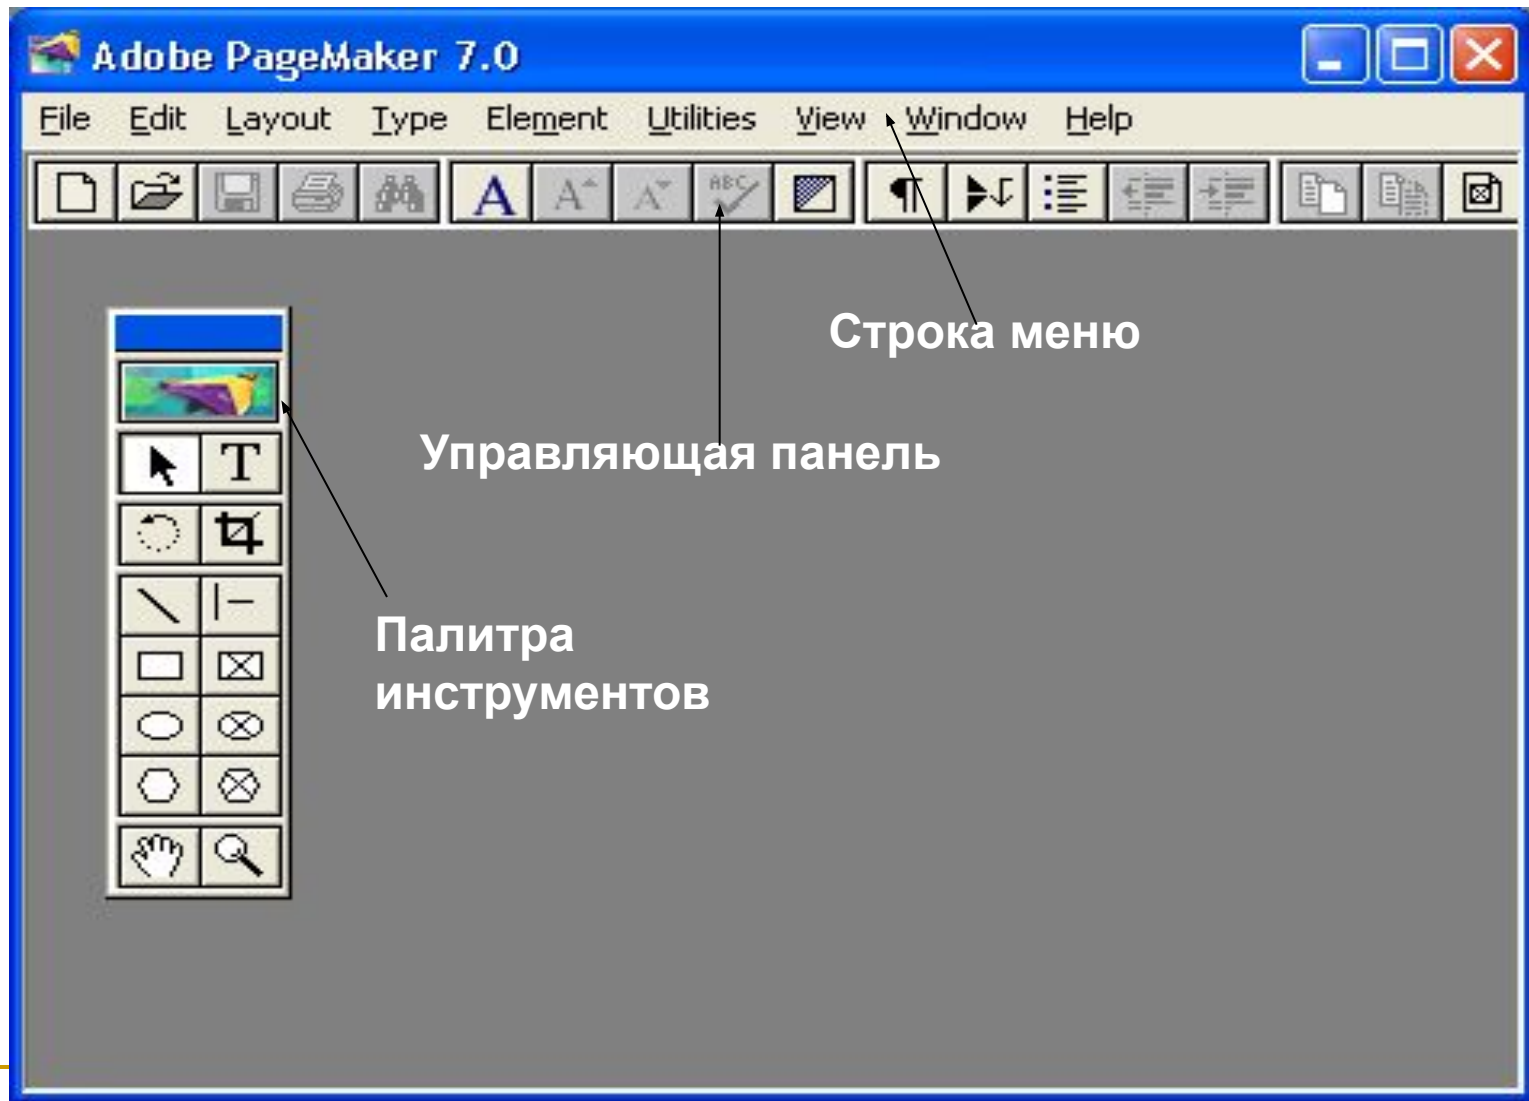 Adobe PageMaker 7.0
File Edit Layout Type Element Utilities View Window Help
A A A ABC ¶
Строка меню
Управляющая панель
T
Палитра
инструментов